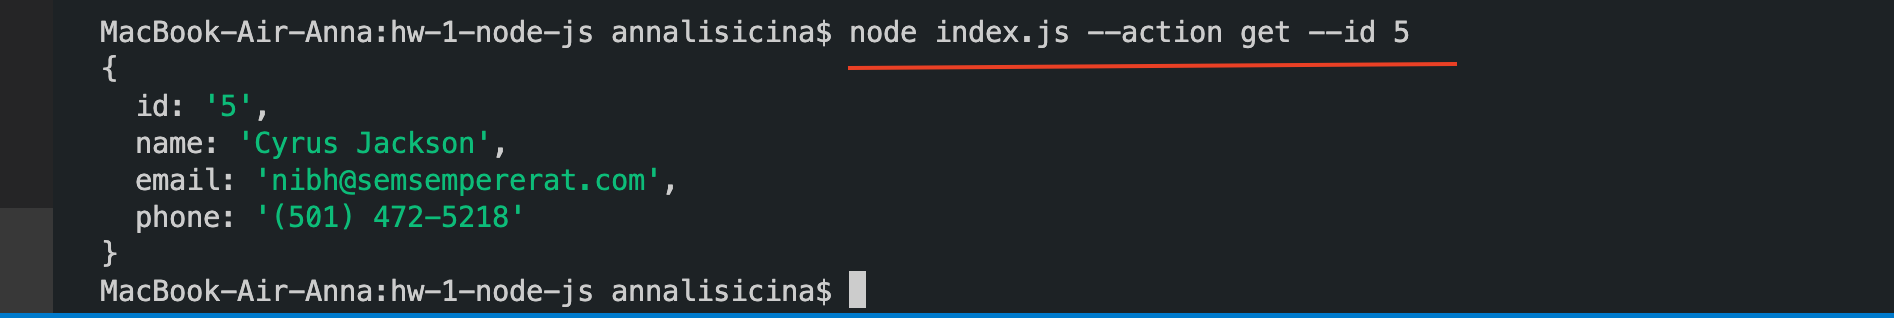 MacBook-Air-Anna:hw-1-node-js annalisicina$ node index.js --action get --id 5
{
  id: '5',
  name: 'Cyrus Jackson',
  email: 'nibh@semsempererat.com',
  phone: '(501) 472-5218'
}
MacBook-Air-Anna:hw-1-node-js annalisicina$